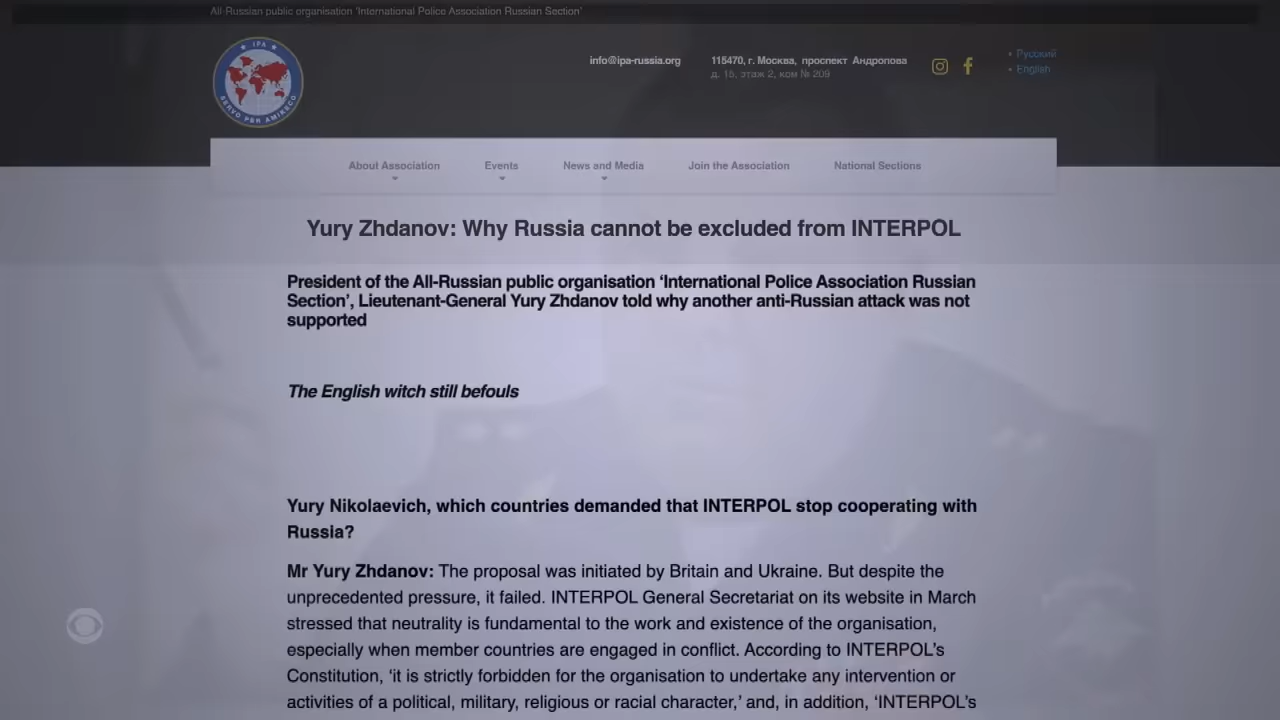 All-Russian public organisation 'International Police Association Russian Section'
IPA
SERVO PER AMIKECO
info@ipa-russia.org
115470, г. Москва, проспект Андропова
д. 15, этаж 2, ком № 209
Русский
English
About Association
Events
News and Media
Join the Association
National Sections
Yury Zhdanov: Why Russia cannot be excluded from INTERPOL
President of the All-Russian public organisation ‘International Police Association Russian
Section’, Lieutenant-General Yury Zhdanov told why another anti-Russian attack was not
supported
The English witch still befouls
Yury Nikolaevich, which countries demanded that INTERPOL stop cooperating with
Russia?
Mr Yury Zhdanov: The proposal was initiated by Britain and Ukraine. But despite the
unprecedented pressure, it failed. INTERPOL General Secretariat on its website in March
stressed that neutrality is fundamental to the work and existence of the organisation,
especially when member countries are engaged in conflict. According to INTERPOL’s
Constitution, ‘it is strictly forbidden for the organisation to undertake any intervention or
activities of a political, military, religious or racial character,’ and, in addition, ‘INTERPOL’s